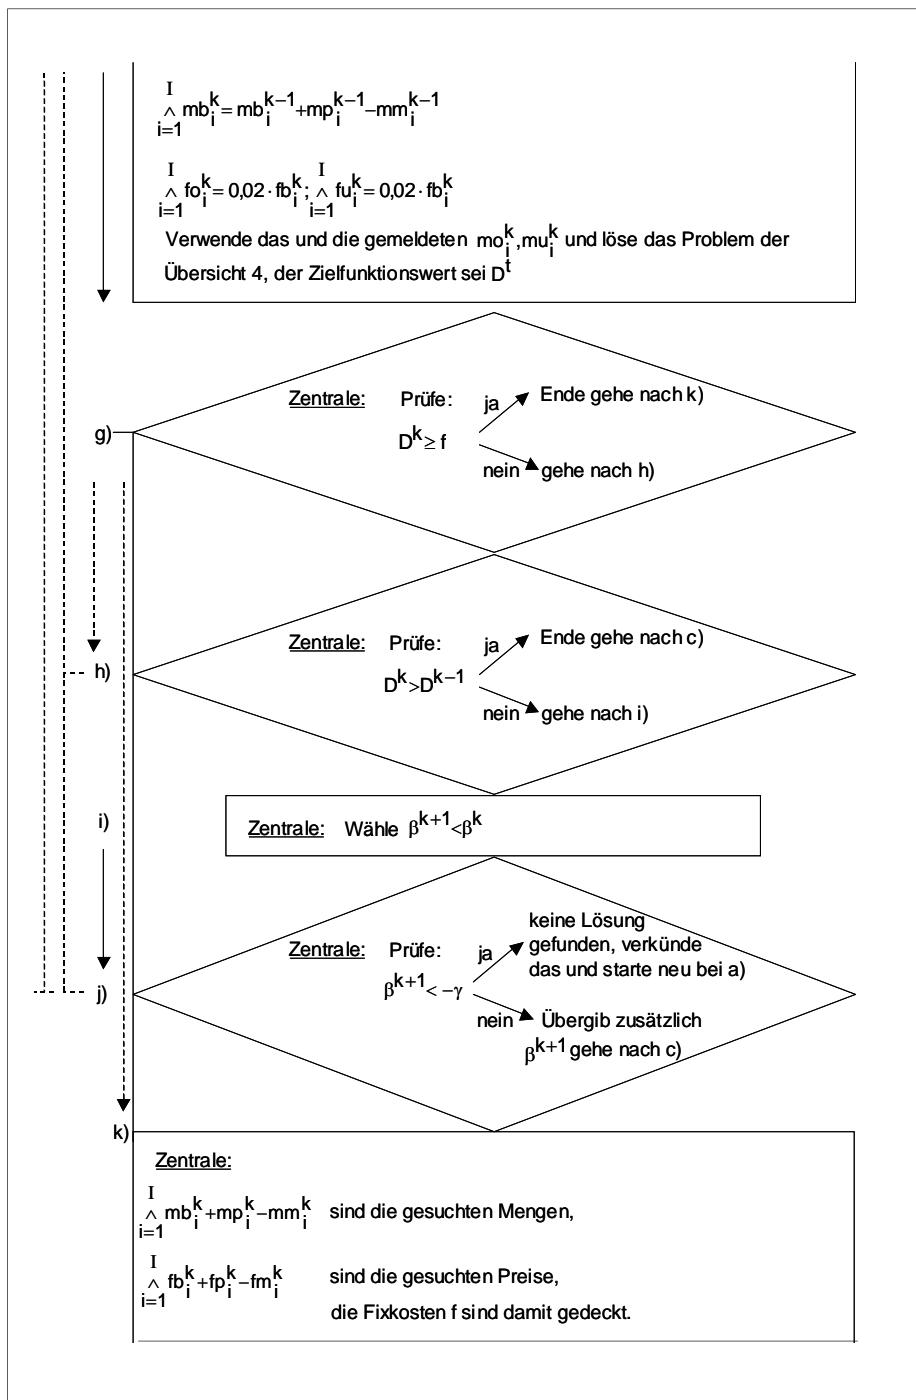 I
∧ mb_i^k = mb_i^{k-1} + mp_i^{k-1} − mm_i^{k-1}
i=1
I I
∧ fo_i^k = 0,02 · fb_i^k ; ∧ fu_i^k = 0,02 · fb_i^k
i=1 i=1
Verwende das und die gemeldeten mo_i^k, mu_i^k und löse das Problem der
Übersicht 4, der Zielfunktionswert sei D^t
Zentrale: Prüfe: ja Ende gehe nach k)
g) D^k ≥ f
nein gehe nach h)
Zentrale: Prüfe: ja Ende gehe nach c)
h) D^k > D^{k−1}
nein gehe nach i)
i) Zentrale: Wähle β^{k+1} < β^k
keine Lösung
Zentrale: Prüfe: ja gefunden, verkünde
das und starte neu bei a)
j) β^{k+1} < −γ
nein Übergib zusätzlich
β^{k+1} gehe nach c)
k)
Zentrale:
I
∧ mb_i^k + mp_i^k − mm_i^k sind die gesuchten Mengen,
i=1
I
∧ fb_i^k + fp_i^k − fm_i^k sind die gesuchten Preise,
i=1
die Fixkosten f sind damit gedeckt.